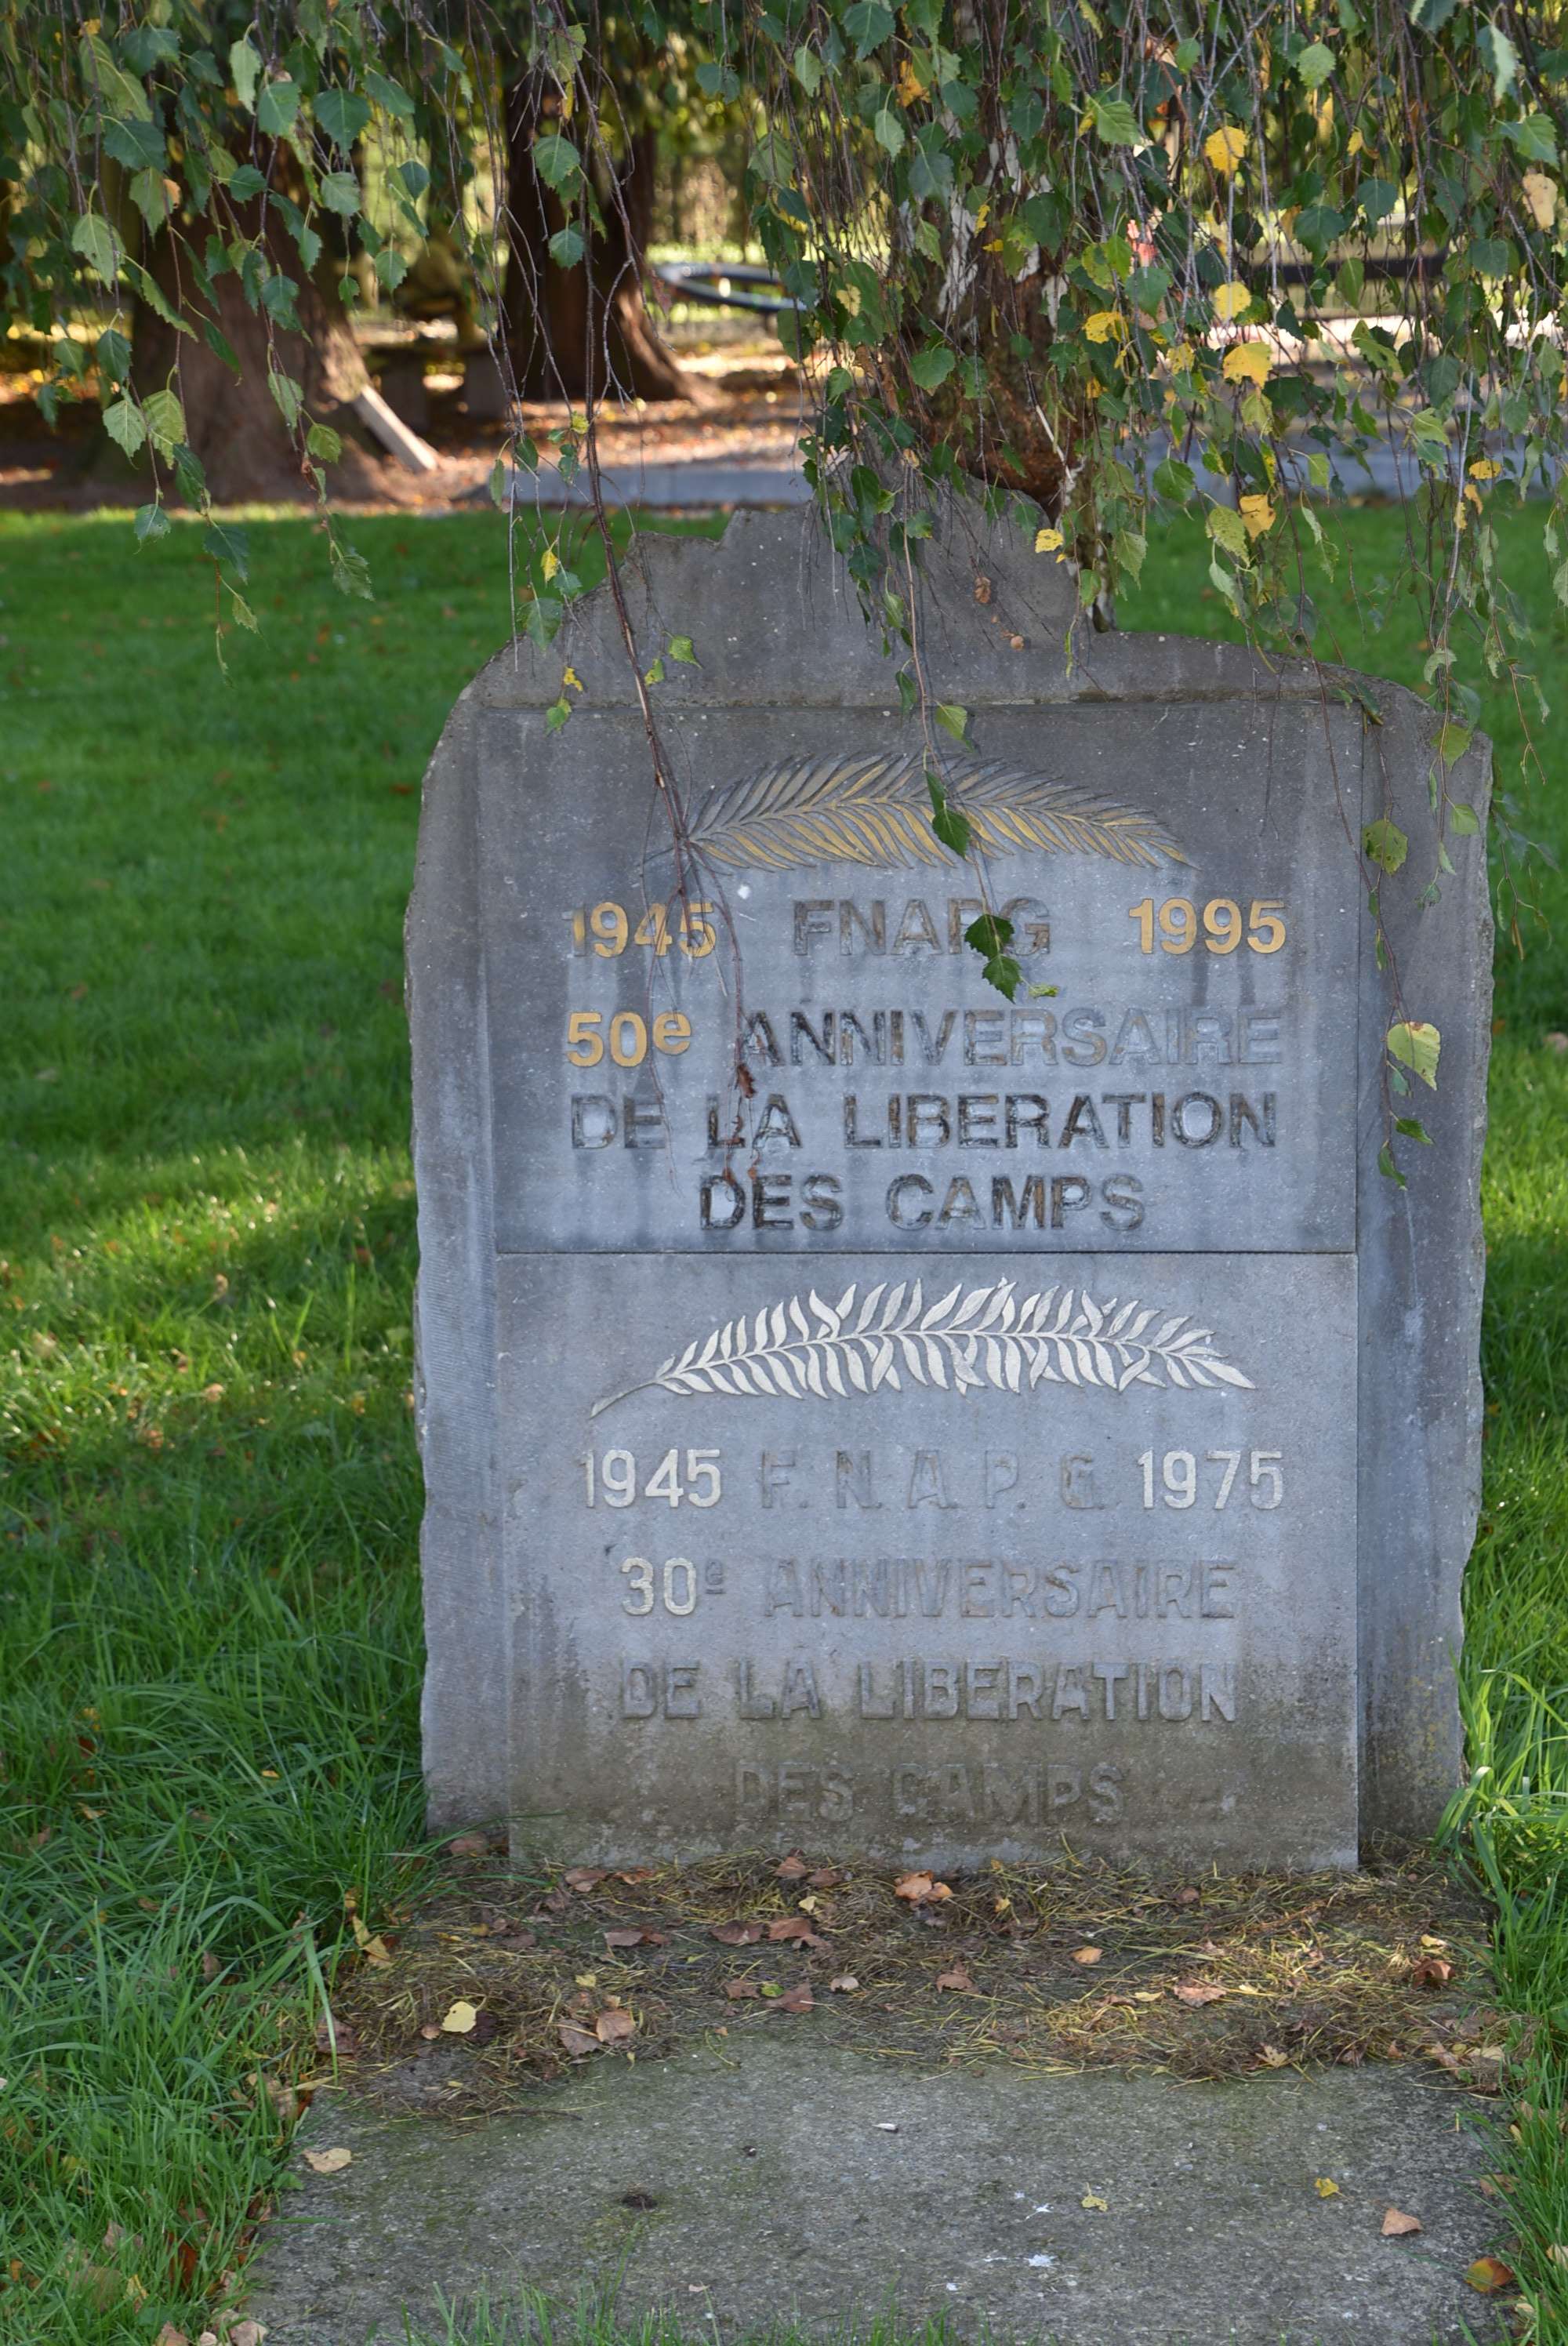 1945 FNAPG 1995
50e ANNIVERSAIRE
DE LA LIBERATION
DES CAMPS
1945 F.N.A.P.G. 1975
30e ANNIVERSAIRE
DE LA LIBERATION
DES CAMPS